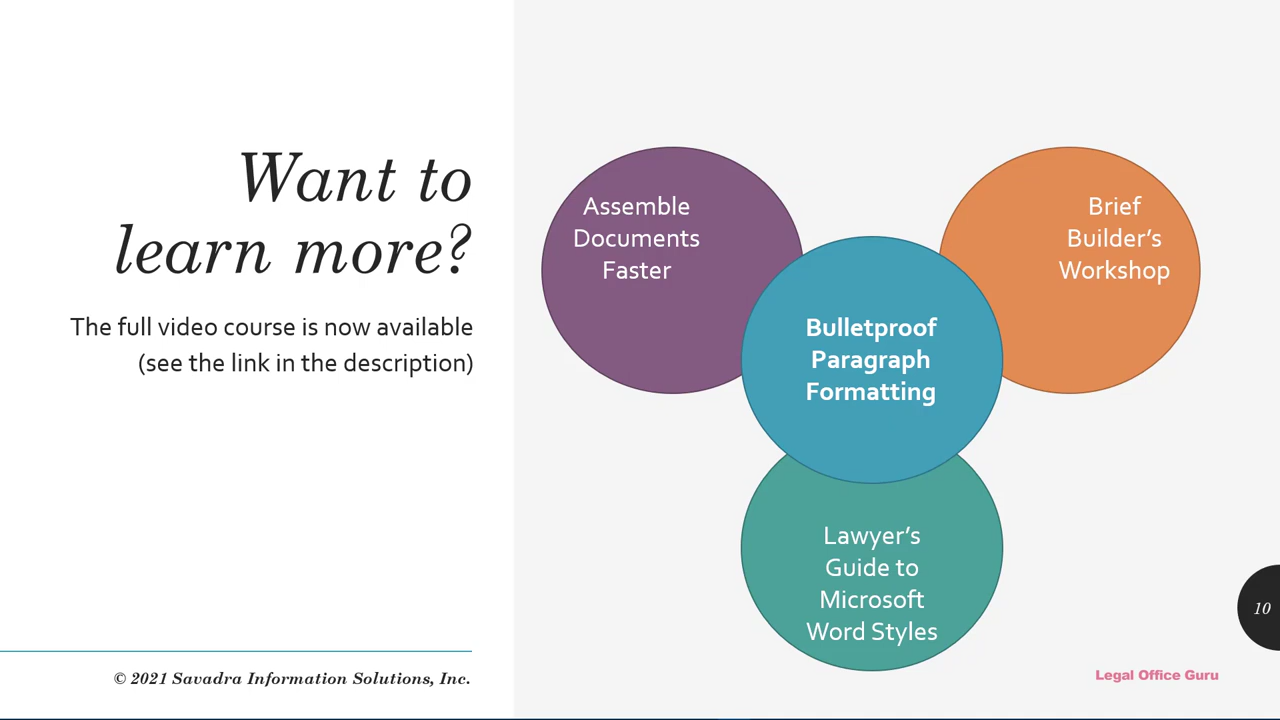 Want to
learn more?
The full video course is now available
(see the link in the description)
Assemble
Documents
Faster
Brief
Builder’s
Workshop
Bulletproof
Paragraph
Formatting
Lawyer’s
Guide to
Microsoft
Word Styles
10
© 2021 Savadra Information Solutions, Inc.
Legal Office Guru